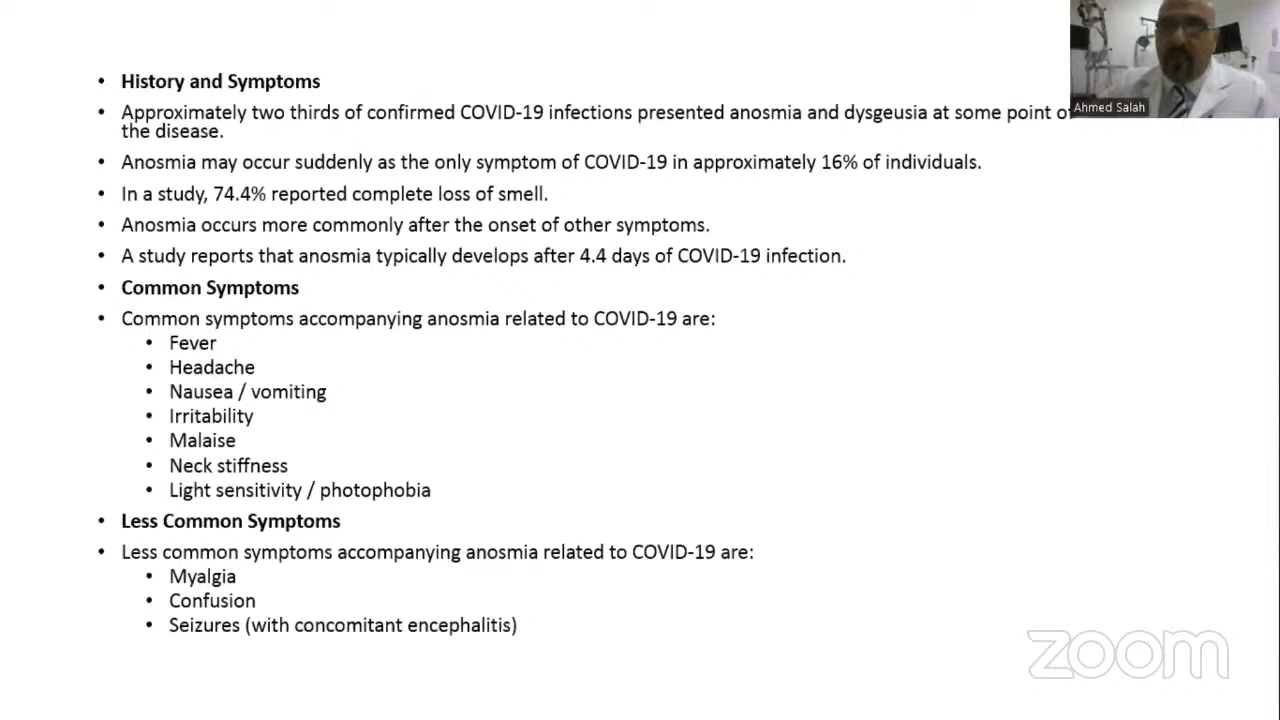 • History and Symptoms
• Approximately two thirds of confirmed COVID-19 infections presented anosmia and dysgeusia at some point of
the disease.
• Anosmia may occur suddenly as the only symptom of COVID-19 in approximately 16% of individuals.
• In a study, 74.4% reported complete loss of smell.
• Anosmia occurs more commonly after the onset of other symptoms.
• A study reports that anosmia typically develops after 4.4 days of COVID-19 infection.
• Common Symptoms
• Common symptoms accompanying anosmia related to COVID-19 are:
• Fever
• Headache
• Nausea / vomiting
• Irritability
• Malaise
• Neck stiffness
• Light sensitivity / photophobia
• Less Common Symptoms
• Less common symptoms accompanying anosmia related to COVID-19 are:
• Myalgia
• Confusion
• Seizures (with concomitant encephalitis)
Ahmed Salah
zoom